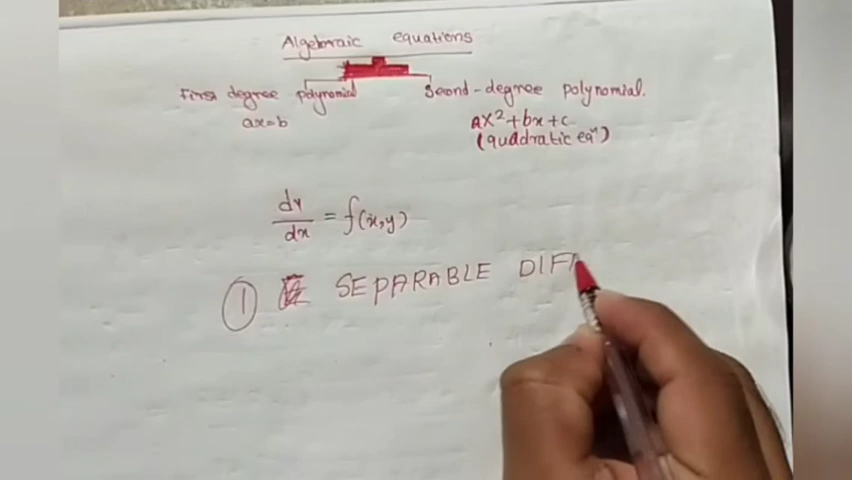 Algebraic equations
First degree polynomial Second-degree polynomial.
ax=b
ax²+bx+c
(quadratic eqⁿ)
dy/dx = f(x,y)
① SEPARABLE DIF